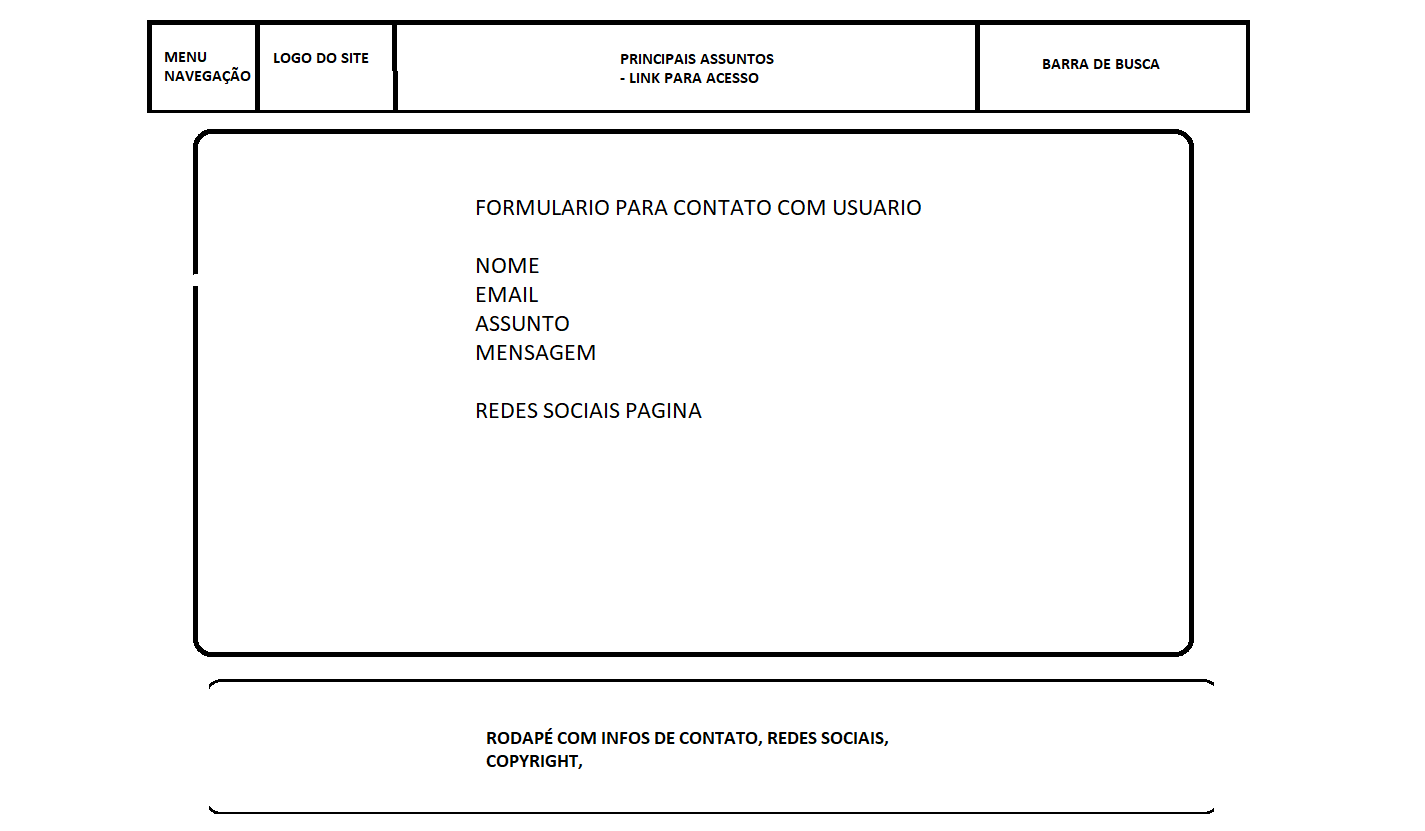 MENU
NAVEGAÇÃO
LOGO DO SITE
PRINCIPAIS ASSUNTOS
- LINK PARA ACESSO
BARRA DE BUSCA
FORMULARIO PARA CONTATO COM USUARIO
NOME
EMAIL
ASSUNTO
MENSAGEM
REDES SOCIAIS PAGINA
RODAPÉ COM INFOS DE CONTATO, REDES SOCIAIS,
COPYRIGHT,